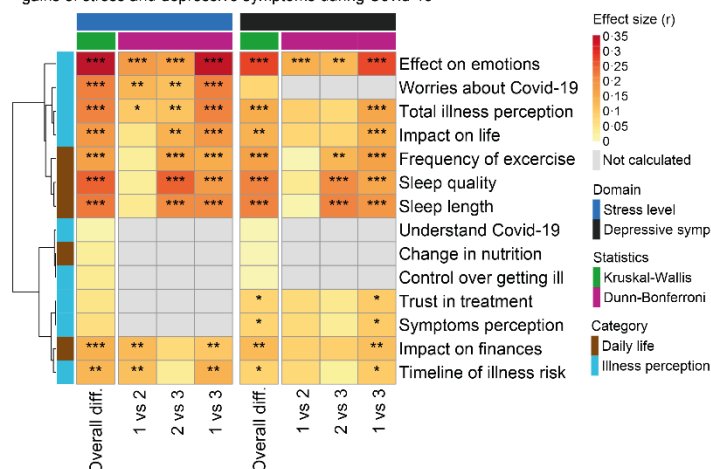 gains of stress and depressive symptoms during Covid-19
Effect size (r)
0·35
0·3
0·25
0·2
0·15
0·1
0·05
0
Not calculated
Domain
Stress level
Depressive symp
Statistics
Kruskal-Wallis
Dunn-Bonferroni
Category
Daily life
Illness perception
*** *** *** *** *** *** ** *** Effect on emotions
*** ** ** *** Worries about Covid-19
*** * ** *** *** *** Total illness perception
*** ** *** ** *** Impact on life
*** *** *** *** ** *** Frequency of excercise
*** *** *** *** *** *** Sleep quality
*** *** *** *** *** *** Sleep length
Understand Covid-19
Change in nutrition
Control over getting ill
* * Trust in treatment
* * Symptoms perception
*** ** ** ** ** Impact on finances
** ** ** * * Timeline of illness risk
Overall diff.
1 vs 2
2 vs 3
1 vs 3
Overall diff.
1 vs 2
2 vs 3
1 vs 3